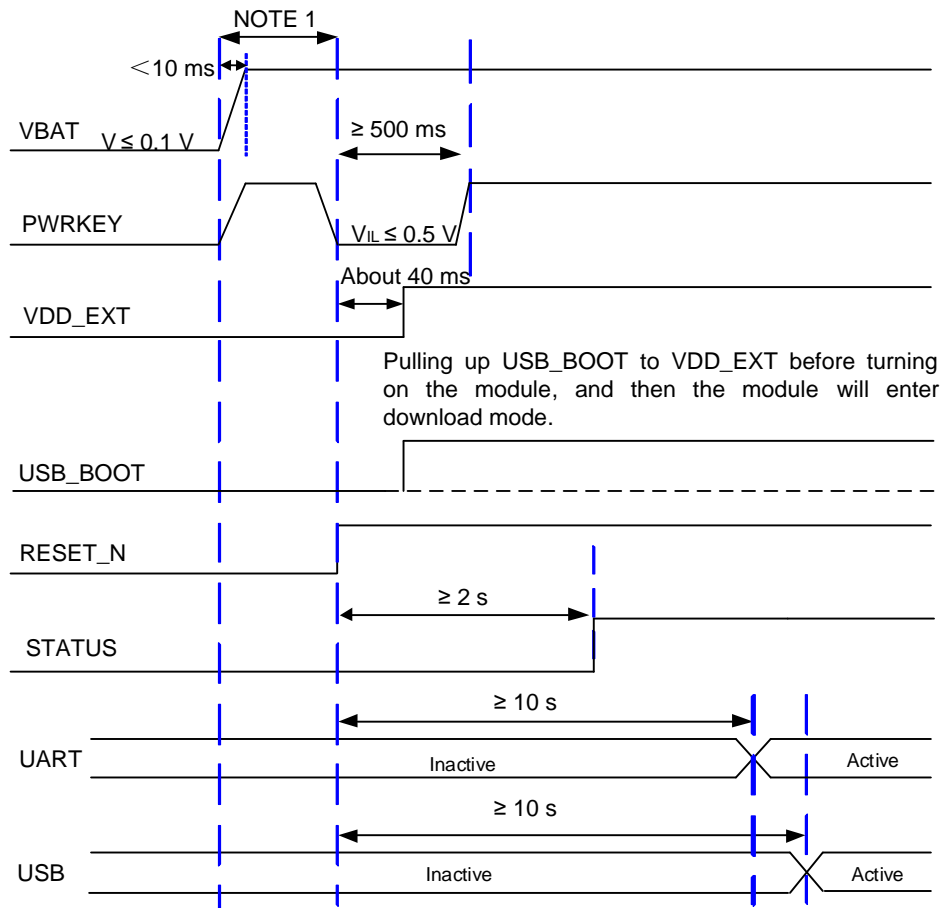 NOTE 1
＜10 ms
VBAT
V ≤ 0.1 V
≥ 500 ms
PWRKEY
VIL ≤ 0.5 V
About 40 ms
VDD_EXT
Pulling up USB_BOOT to VDD_EXT before turning
on the module, and then the module will enter
download mode.
USB_BOOT
RESET_N
≥ 2 s
STATUS
≥ 10 s
UART
Inactive
Active
≥ 10 s
USB
Inactive
Active